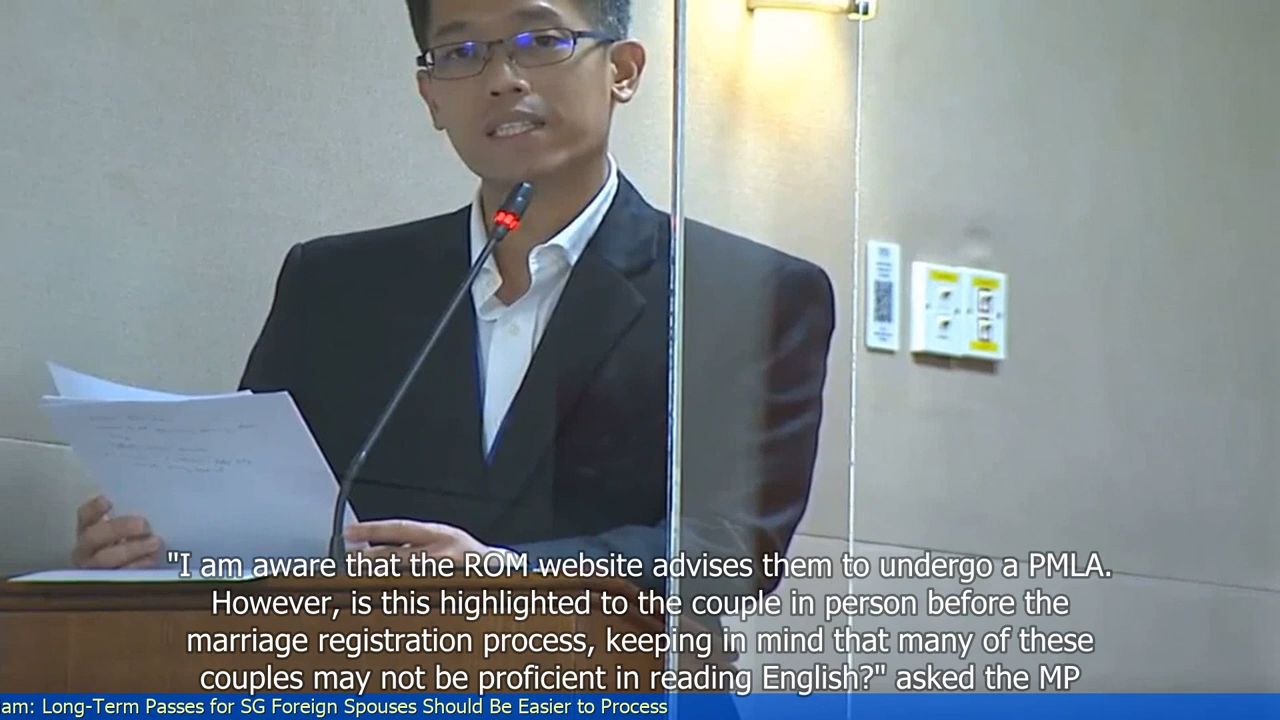 "I am aware that the ROM website advises them to undergo a PMLA.
However, is this highlighted to the couple in person before the
marriage registration process, keeping in mind that many of these
couples may not be proficient in reading English?" asked the MP
am: Long-Term Passes for SG Foreign Spouses Should Be Easier to Process